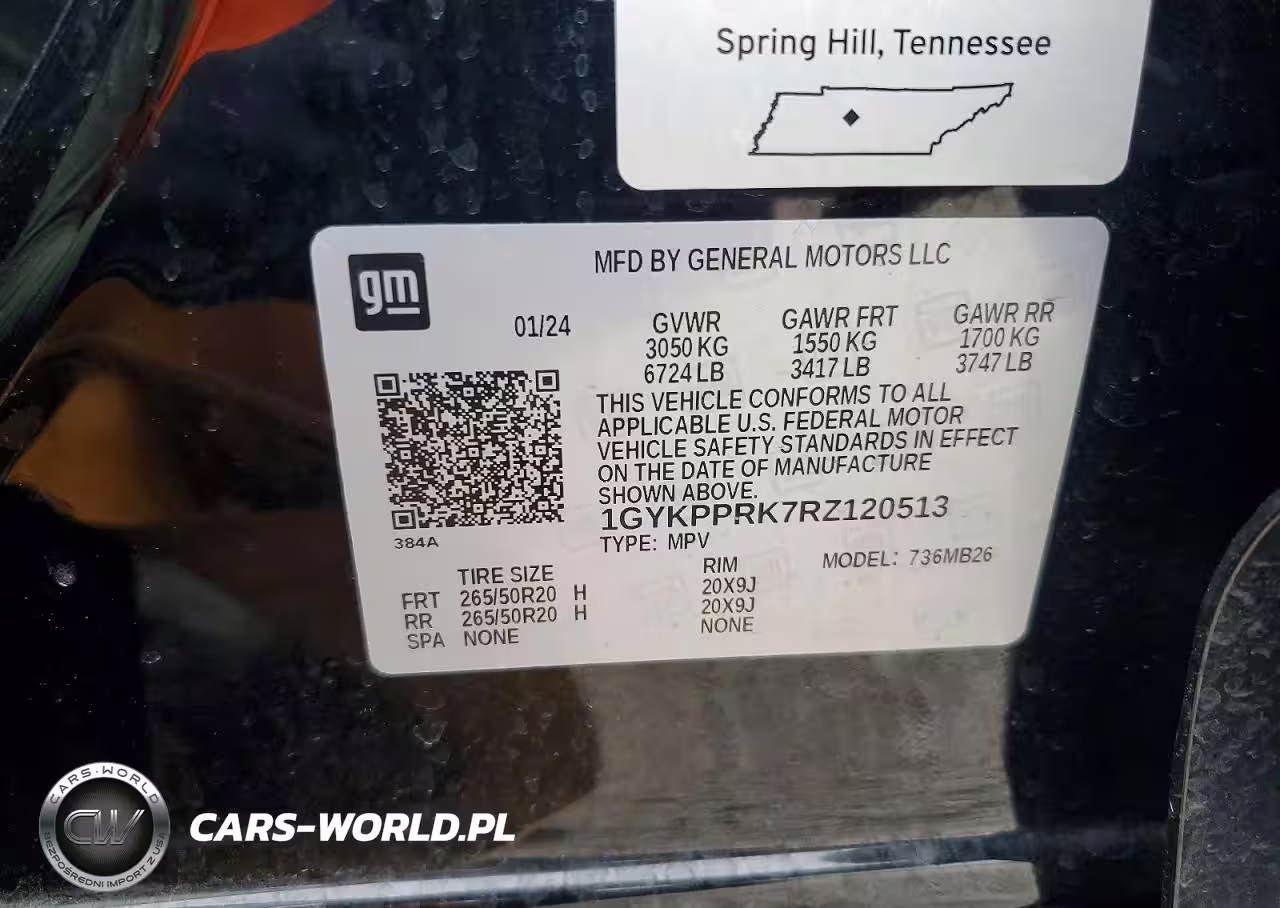 Spring Hill, Tennessee
gm
MFD BY GENERAL MOTORS LLC
01/24
GVWR GAWR FRT GAWR RR
3050 KG 1550 KG 1700 KG
6724 LB 3417 LB 3747 LB
THIS VEHICLE CONFORMS TO ALL
APPLICABLE U.S. FEDERAL MOTOR
VEHICLE SAFETY STANDARDS IN EFFECT
ON THE DATE OF MANUFACTURE
SHOWN ABOVE.
1GYKPPRK7RZ120513
384A
TYPE: MPV
MODEL: 736MB26
TIRE SIZE RIM
FRT 265/50R20 H 20X9J
RR 265/50R20 H 20X9J
SPA NONE NONE
CARS-WORLD
CW
BEZPOŚREDNI IMPORT Z USA
CARS-WORLD.PL